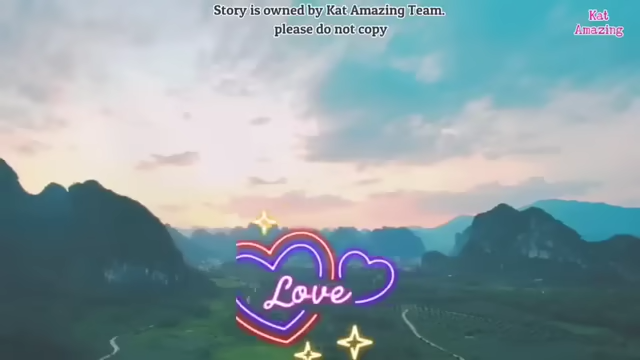 Story is owned by Kat Amazing Team.
please do not copy
Kat
Amazing
Love